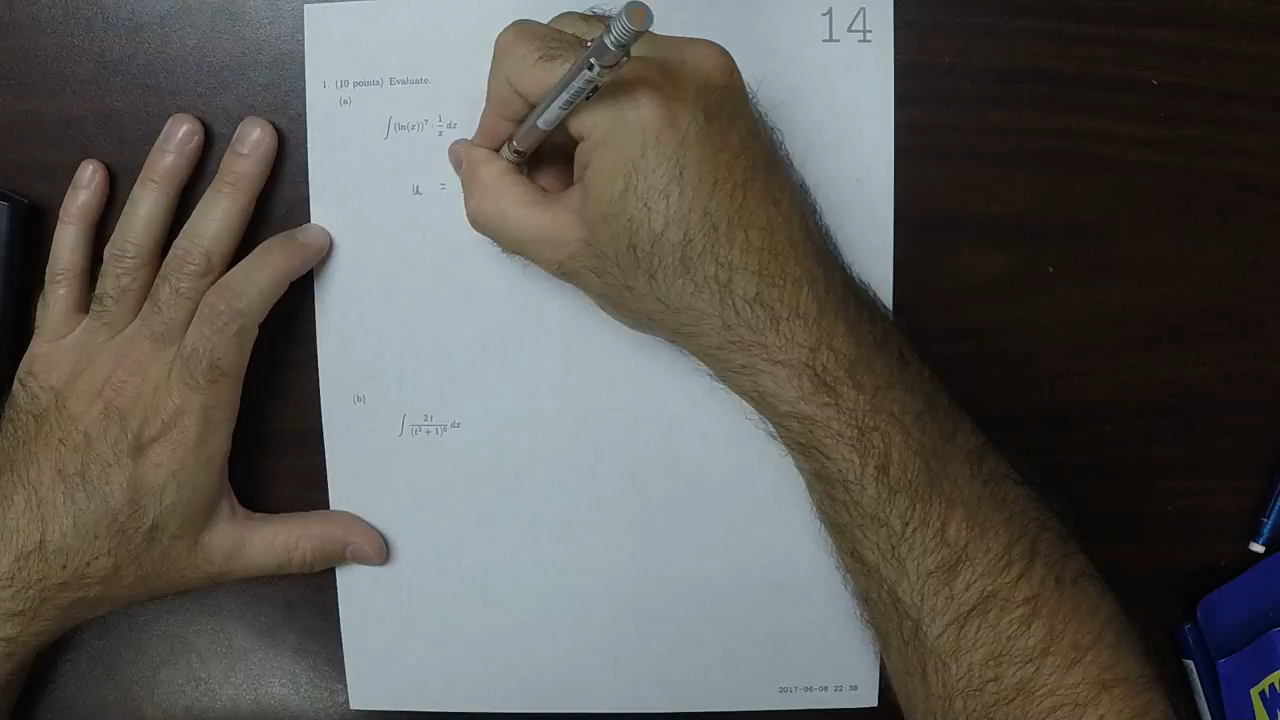 14
1. (10 points) Evaluate.
(a)
∫(ln(x))⁷ · 1/x dx
u =
(b)
∫ 2t/(t² + 1)⁶ dx
2017-06-08 22:38